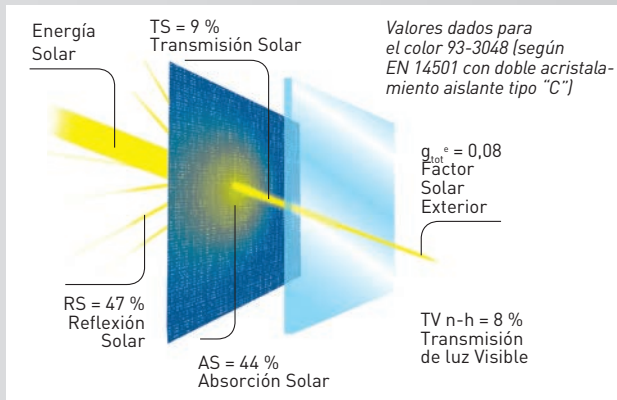 Energía
Solar
TS = 9 %
Transmisión Solar
Valores dados para
el color 93-3048 (según
EN 14501 con doble acristala-
miento aislante tipo "C")
g_tot^e = 0,08
Factor
Solar
Exterior
RS = 47 %
Reflexión
Solar
AS = 44 %
Absorción Solar
TV n-h = 8 %
Transmisión
de luz Visible